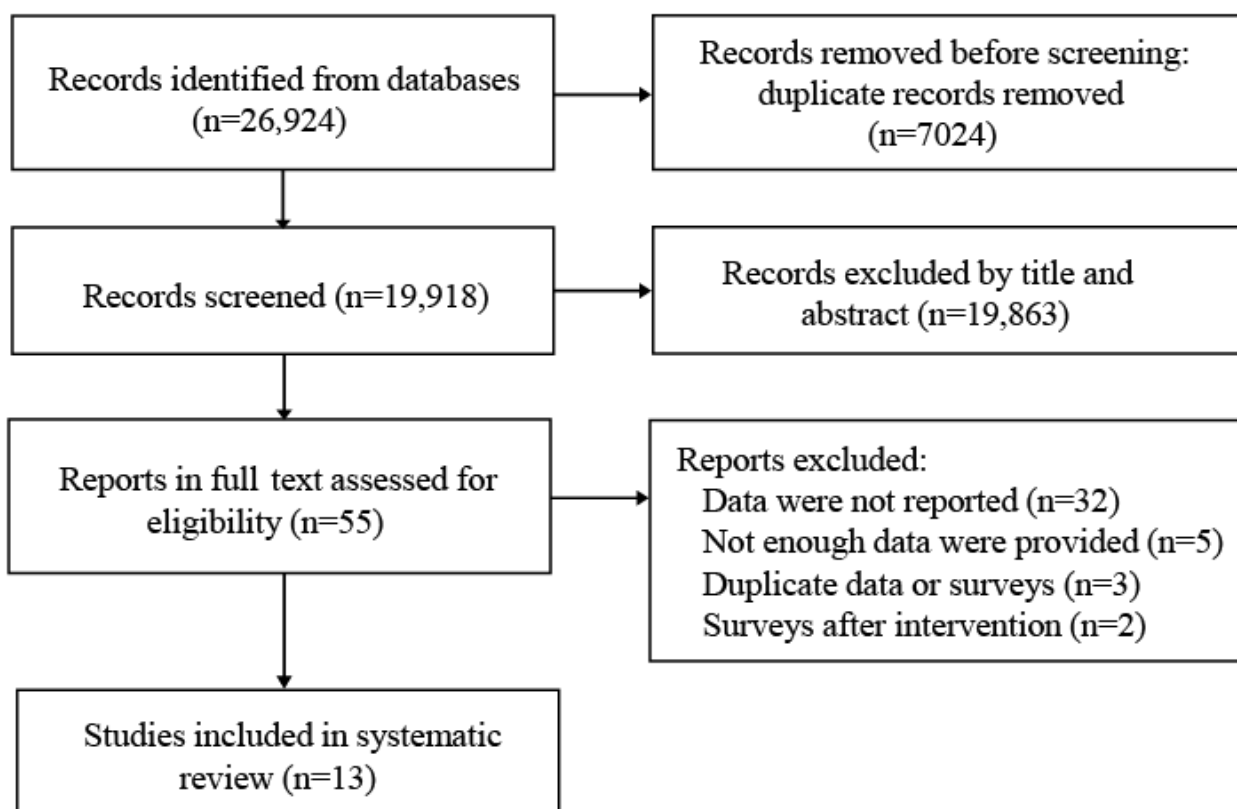 Records identified from databases
(n=26,924)
Records removed before screening:
duplicate records removed
(n=7024)
Records screened (n=19,918)
Records excluded by title and
abstract (n=19,863)
Reports in full text assessed for
eligibility (n=55)
Reports excluded:
Data were not reported (n=32)
Not enough data were provided (n=5)
Duplicate data or surveys (n=3)
Surveys after intervention (n=2)
Studies included in systematic
review (n=13)